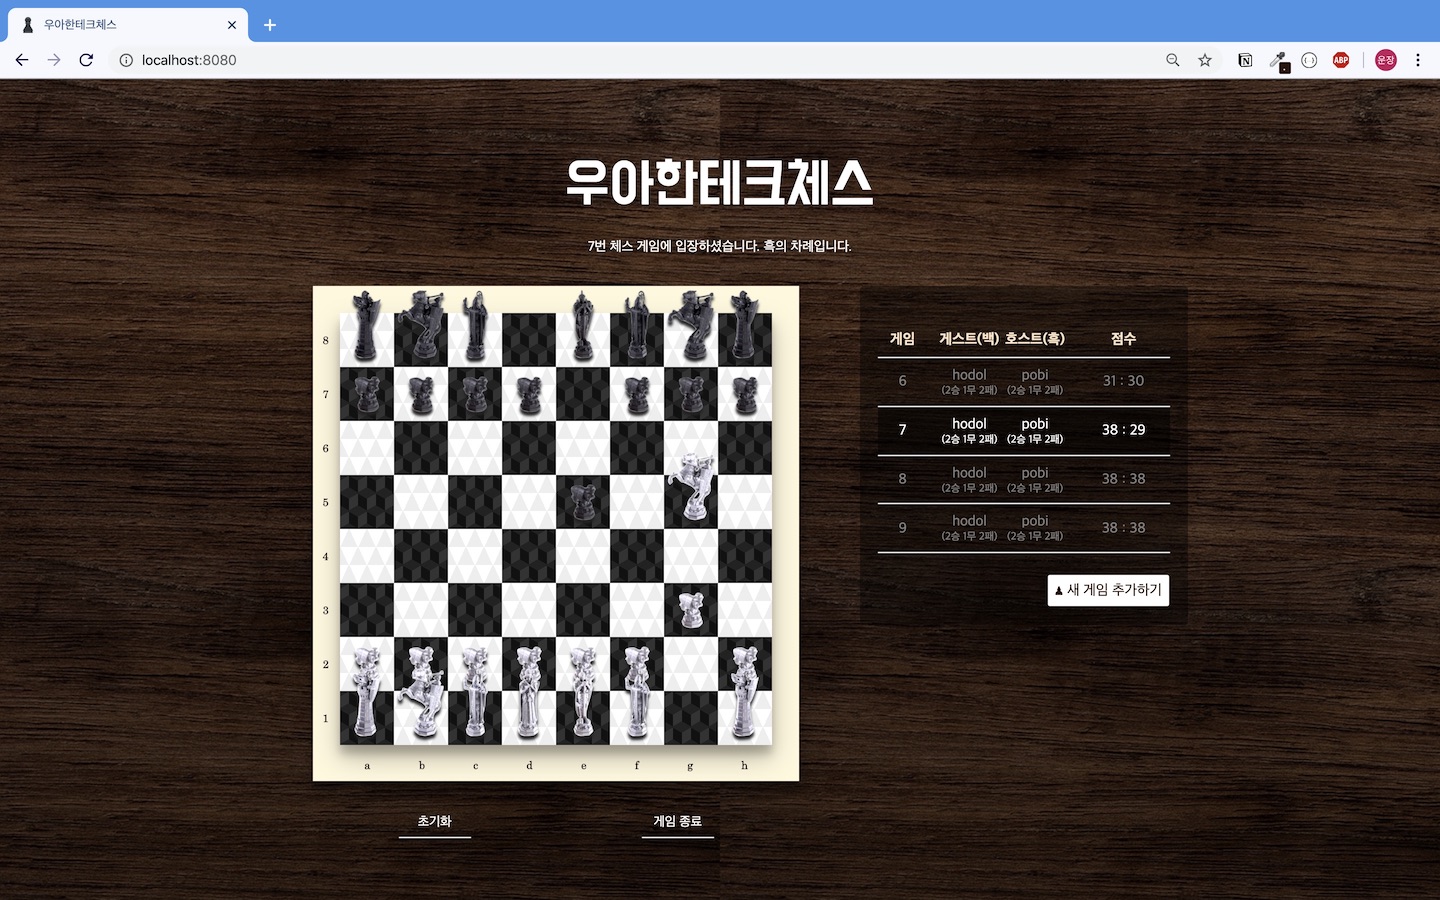 우아한테크체스
localhost:8080
N
ABP
운장
우아한테크체스
7번 체스 게임에 입장하셨습니다. 흑의 차례입니다.
8
7
6
5
4
3
2
1
a b c d e f g h
초기화
게임 종료
게임 게스트(백) 호스트(흑) 점수
6 hodol pobi 31 : 30
(2승 1무 2패) (2승 1무 2패)
7 hodol pobi 38 : 29
(2승 1무 2패) (2승 1무 2패)
8 hodol pobi 38 : 38
(2승 1무 2패) (2승 1무 2패)
9 hodol pobi 38 : 38
(2승 1무 2패) (2승 1무 2패)
♟ 새 게임 추가하기